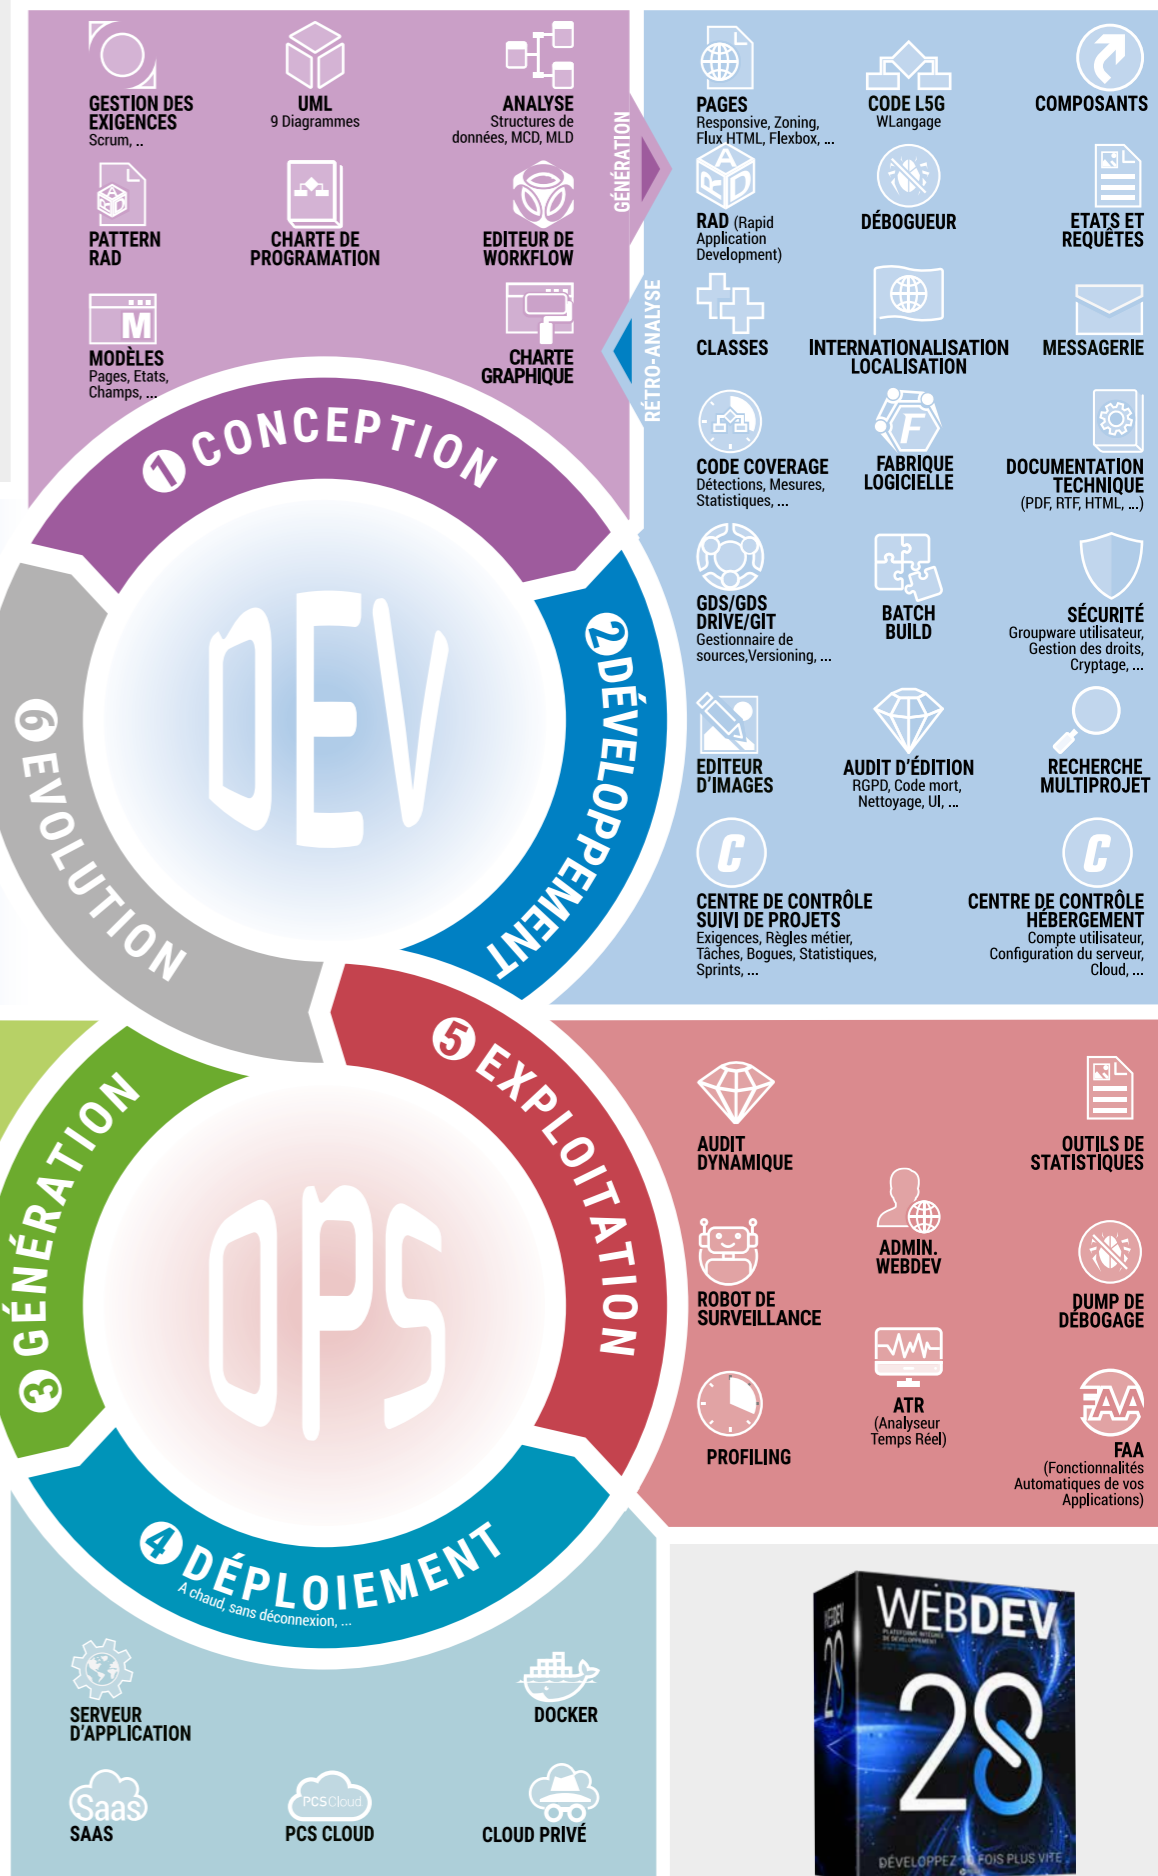 GESTION DES
EXIGENCES
Scrum, ..
UML
9 Diagrammes
ANALYSE
Structures de
données, MCD, MLD
PATTERN
RAD
CHARTE DE
PROGRAMATION
EDITEUR DE
WORKFLOW
M
MODÈLES
Pages, Etats,
Champs, ...
CHARTE
GRAPHIQUE
GÉNÉRATION
RÉTRO-ANALYSE
PAGES
Responsive, Zoning,
Flux HTML, Flexbox, ...
CODE L5G
WLangage
COMPOSANTS
RAD
RAD (Rapid
Application
Development)
DÉBOGUEUR
ETATS ET
REQUÊTES
CLASSES
INTERNATIONALISATION
LOCALISATION
MESSAGERIE
CODE COVERAGE
Détections, Mesures,
Statistiques, ...
F
FABRIQUE
LOGICIELLE
DOCUMENTATION
TECHNIQUE
(PDF, RTF, HTML, ...)
GDS/GDS
DRIVE/GIT
Gestionnaire de
sources,Versioning, ...
BATCH
BUILD
SÉCURITÉ
Groupware utilisateur,
Gestion des droits,
Cryptage, ...
EDITEUR
D'IMAGES
AUDIT D'ÉDITION
RGPD, Code mort,
Nettoyage, UI, ...
RECHERCHE
MULTIPROJET
C
CENTRE DE CONTRÔLE
SUIVI DE PROJETS
Exigences, Règles métier,
Tâches, Bogues, Statistiques,
Sprints, ...
C
CENTRE DE CONTRÔLE
HÉBERGEMENT
Compte utilisateur,
Configuration du serveur,
Cloud, ...
1 CONCEPTION
2 DÉVELOPPEMENT
DEV
6 EVOLUTION
3 GÉNÉRATION
5 EXPLOITATION
OPS
4 DÉPLOIEMENT
A chaud, sans déconnexion, ...
AUDIT
DYNAMIQUE
OUTILS DE
STATISTIQUES
ADMIN.
WEBDEV
ROBOT DE
SURVEILLANCE
DUMP DE
DÉBOGAGE
PROFILING
ATR
(Analyseur
Temps Réel)
FAA
FAA
(Fonctionnalités
Automatiques de vos
Applications)
SERVEUR
D'APPLICATION
DOCKER
Saas
SAAS
PCSCloud
PCS CLOUD
CLOUD PRIVÉ
WEBDEV
28
WEBDEV
PLATEFORME INTÉGRÉE
DE DÉVELOPPEMENT
28
DÉVELOPPEZ 10 FOIS PLUS VITE